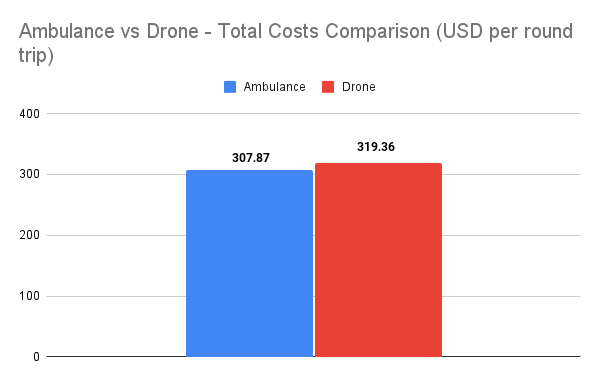 Ambulance vs Drone - Total Costs Comparison (USD per round
trip)
Ambulance Drone
400
300
200
100
0
307.87
319.36